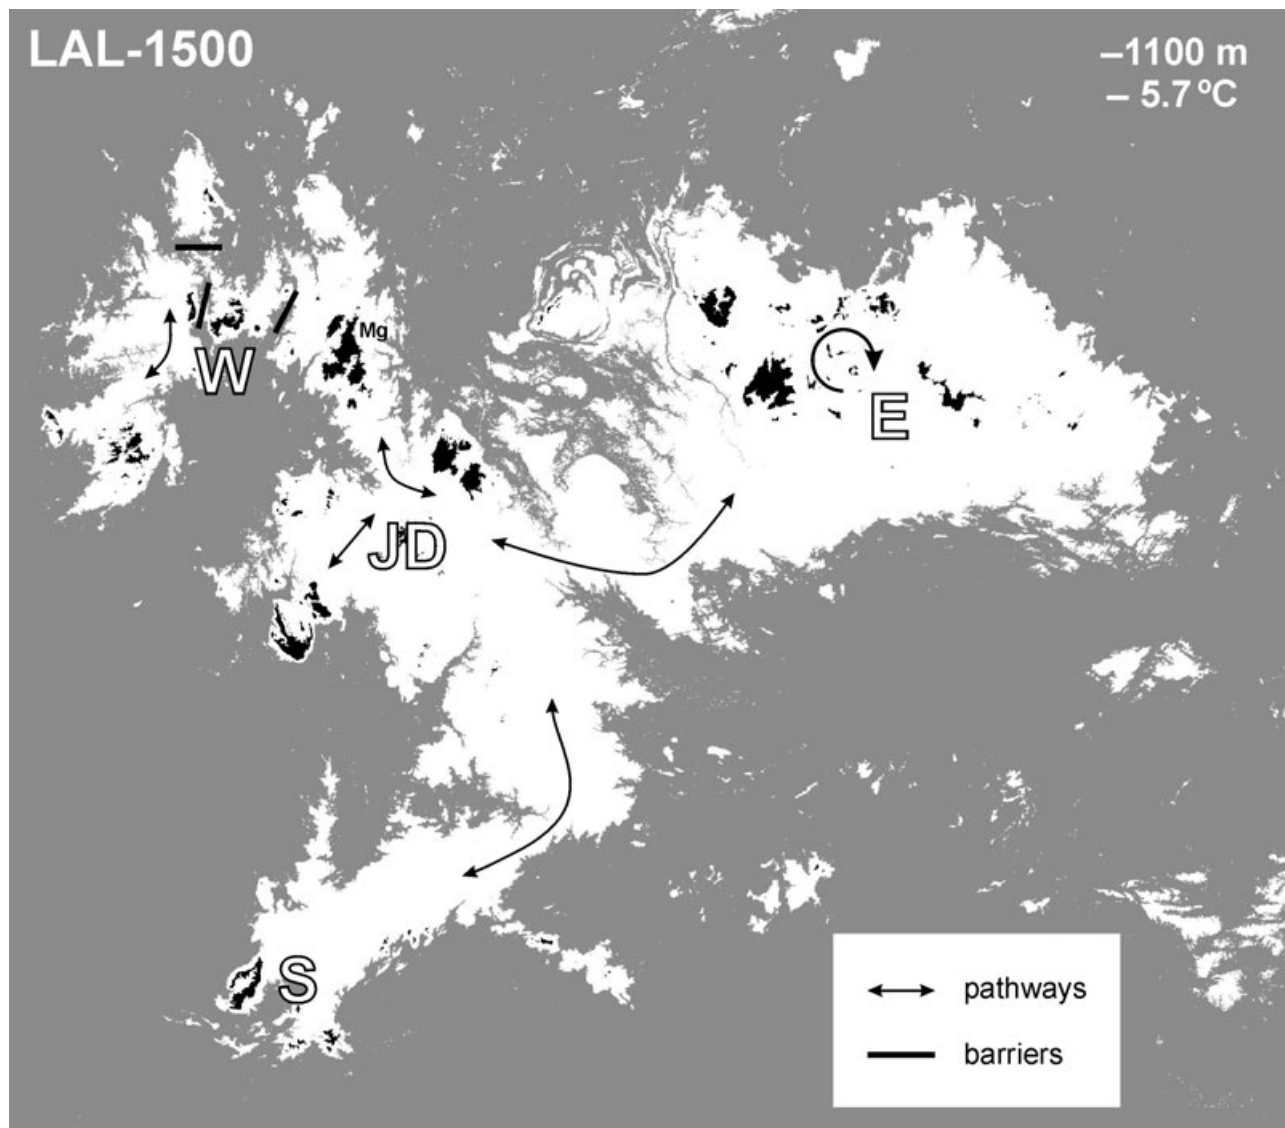 LAL-1500
–1100 m
– 5.7 ºC
Mg
W
E
JD
S
pathways
barriers